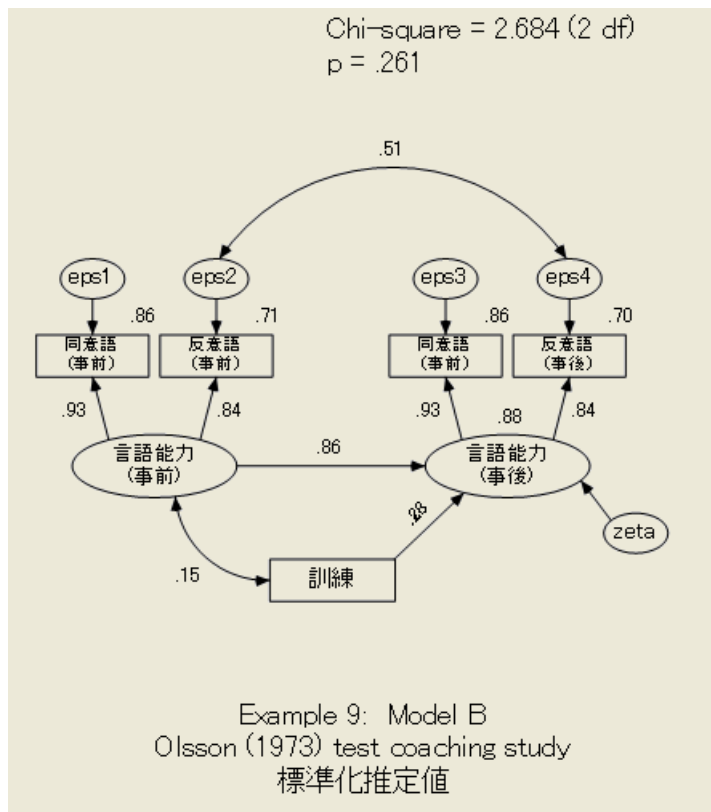 Chi-square = 2.684 (2 df)
p = .261
.51
eps1
eps2
eps3
eps4
.86
.71
.86
.70
同意語
(事前)
反意語
(事前)
同意語
(事前)
反意語
(事後)
.93
.84
.93
.88
.84
言語能力
(事前)
.86
言語能力
(事後)
zeta
.15
訓練
Example 9: Model B
Olsson (1973) test coaching study
標準化推定値